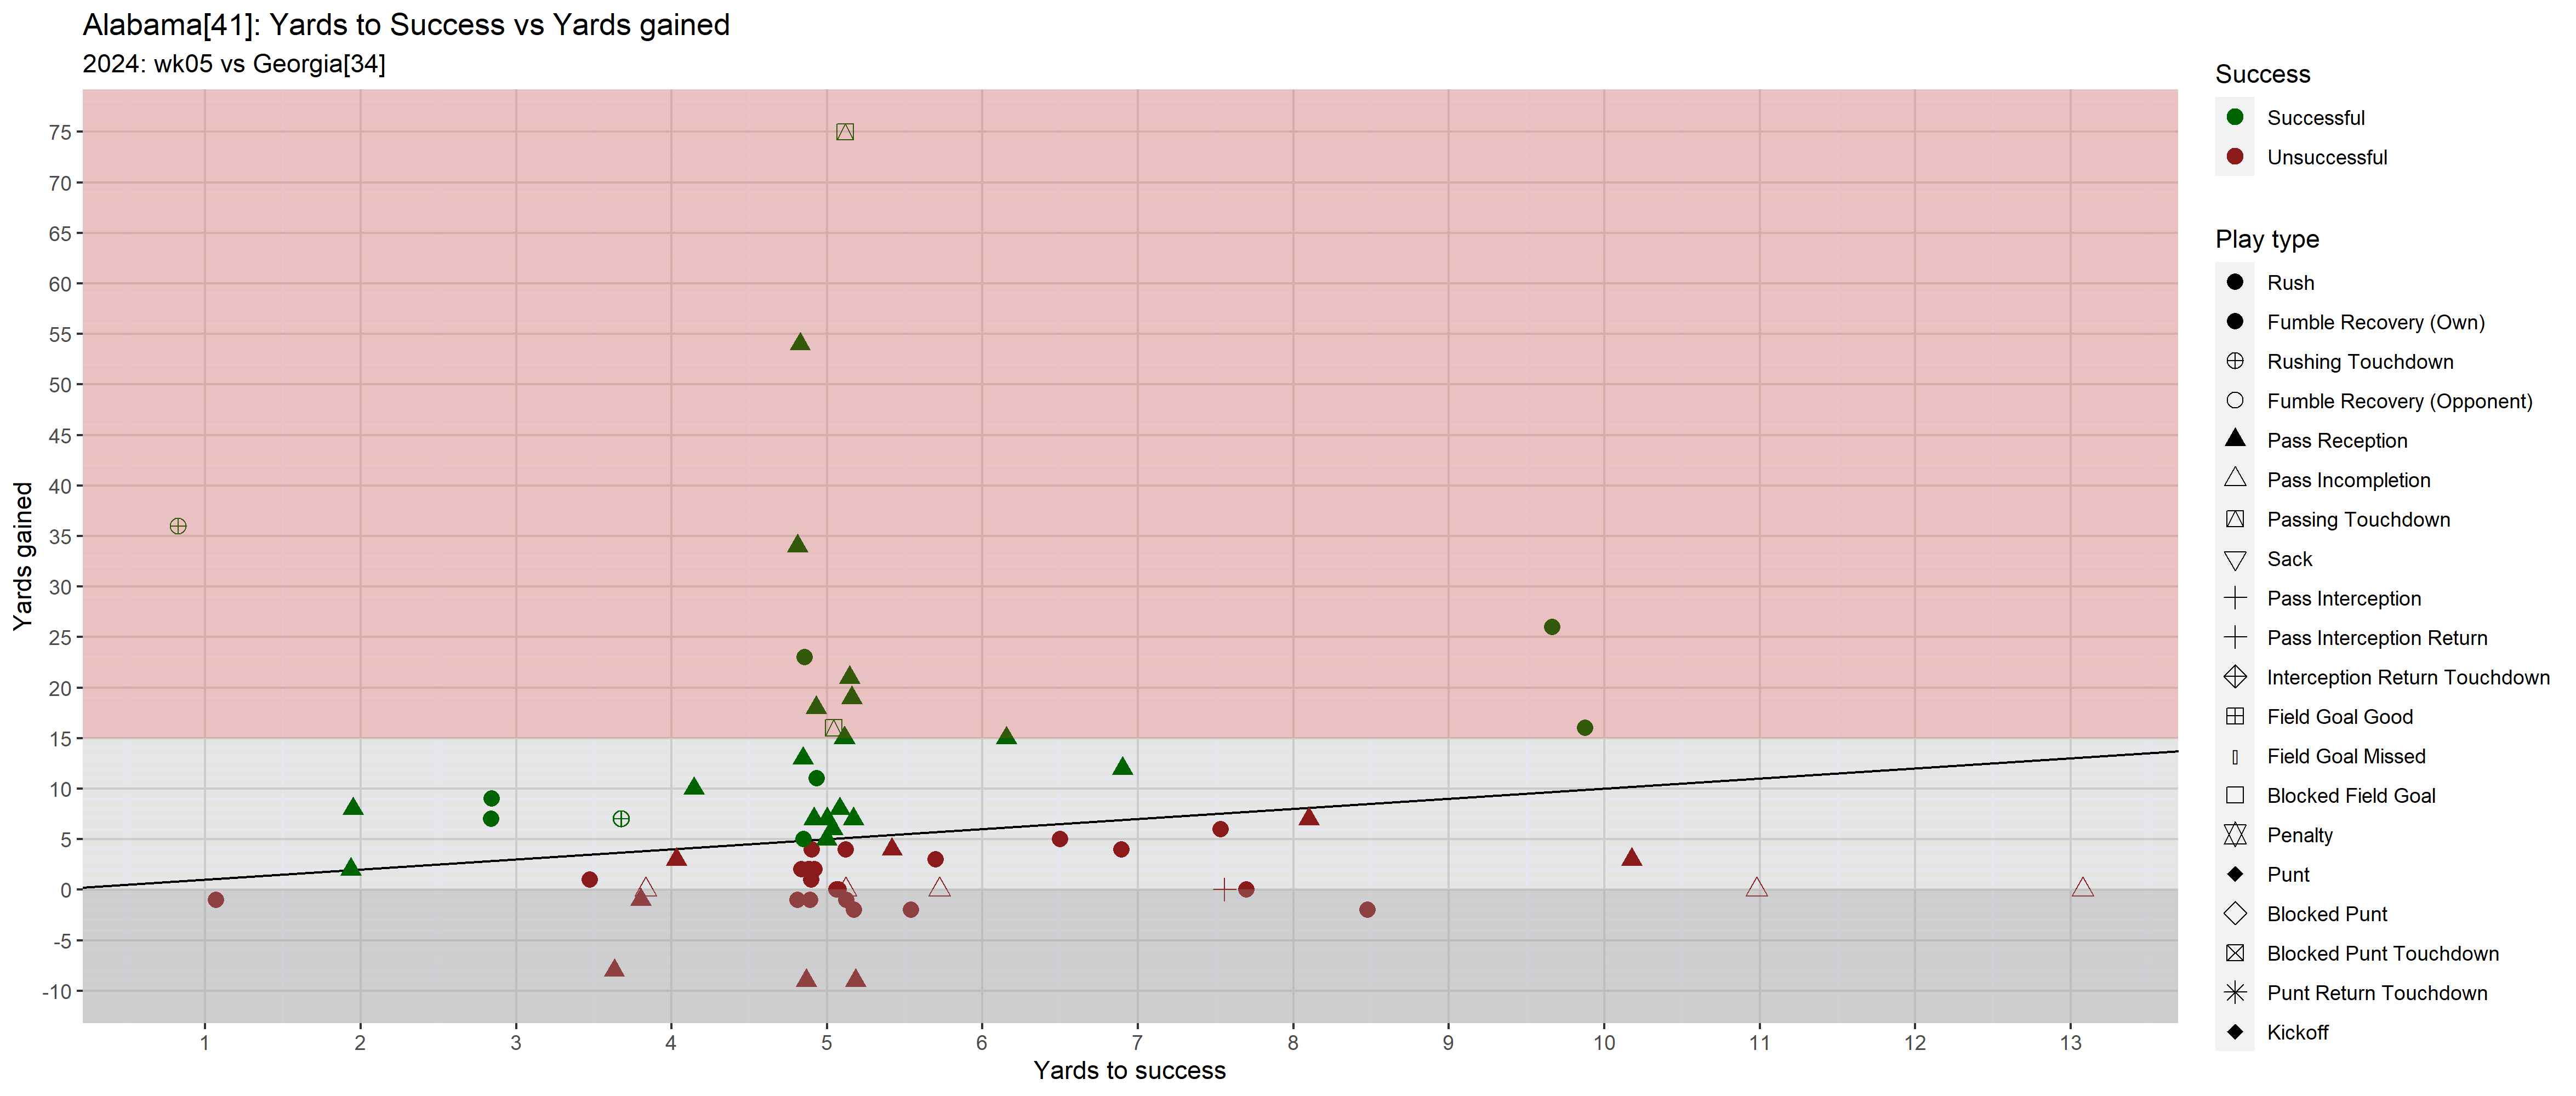 Alabama[41]: Yards to Success vs Yards gained
2024: wk05 vs Georgia[34]
Yards gained
75
70
65
60
55
50
45
40
35
30
25
20
15
10
5
0
-5
-10
1 2 3 4 5 6 7 8 9 10 11 12 13
Yards to success
Success
Successful
Unsuccessful
Play type
Rush
Fumble Recovery (Own)
Rushing Touchdown
Fumble Recovery (Opponent)
Pass Reception
Pass Incompletion
Passing Touchdown
Sack
Pass Interception
Pass Interception Return
Interception Return Touchdown
Field Goal Good
Field Goal Missed
Blocked Field Goal
Penalty
Punt
Blocked Punt
Blocked Punt Touchdown
Punt Return Touchdown
Kickoff